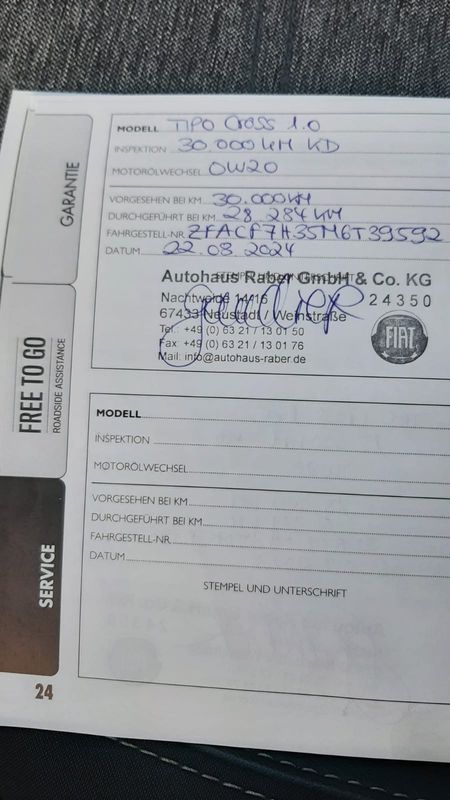 GARANTIE
FREE TO GO
ROADSIDE ASSISTANCE
SERVICE
MODELL TIPO Cross 1.0
INSPEKTION 30.000 KM KD
MOTORÖLWECHSEL 0W20
VORGESEHEN BEI KM 30.000KM
DURCHGEFÜHRT BEI KM 28.284 KM
FAHRGESTELL-NR. ZFACF7H35M6T39592
DATUM 22.08.2024
Autohaus Raber GmbH & Co. KG
Nachtweide 14-16 24350
67433 Neustadt / Weinstraße
Tel.: +49 (0) 63 21 / 13 01 50
Fax: +49 (0) 63 21 / 13 01 76
Mail: info@autohaus-raber.de
FIAT
MODELL
INSPEKTION
MOTORÖLWECHSEL
VORGESEHEN BEI KM
DURCHGEFÜHRT BEI KM
FAHRGESTELL-NR.
DATUM
STEMPEL UND UNTERSCHRIFT
24